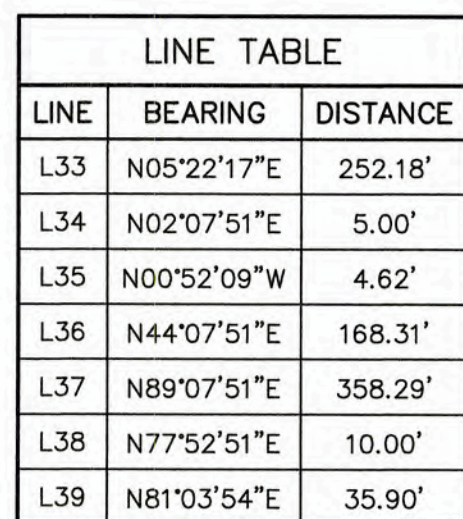 LINE TABLE
LINE BEARING DISTANCE
L33 N05°22'17"E 252.18'
L34 N02°07'51"E 5.00'
L35 N00°52'09"W 4.62'
L36 N44°07'51"E 168.31'
L37 N89°07'51"E 358.29'
L38 N77°52'51"E 10.00'
L39 N81°03'54"E 35.90'